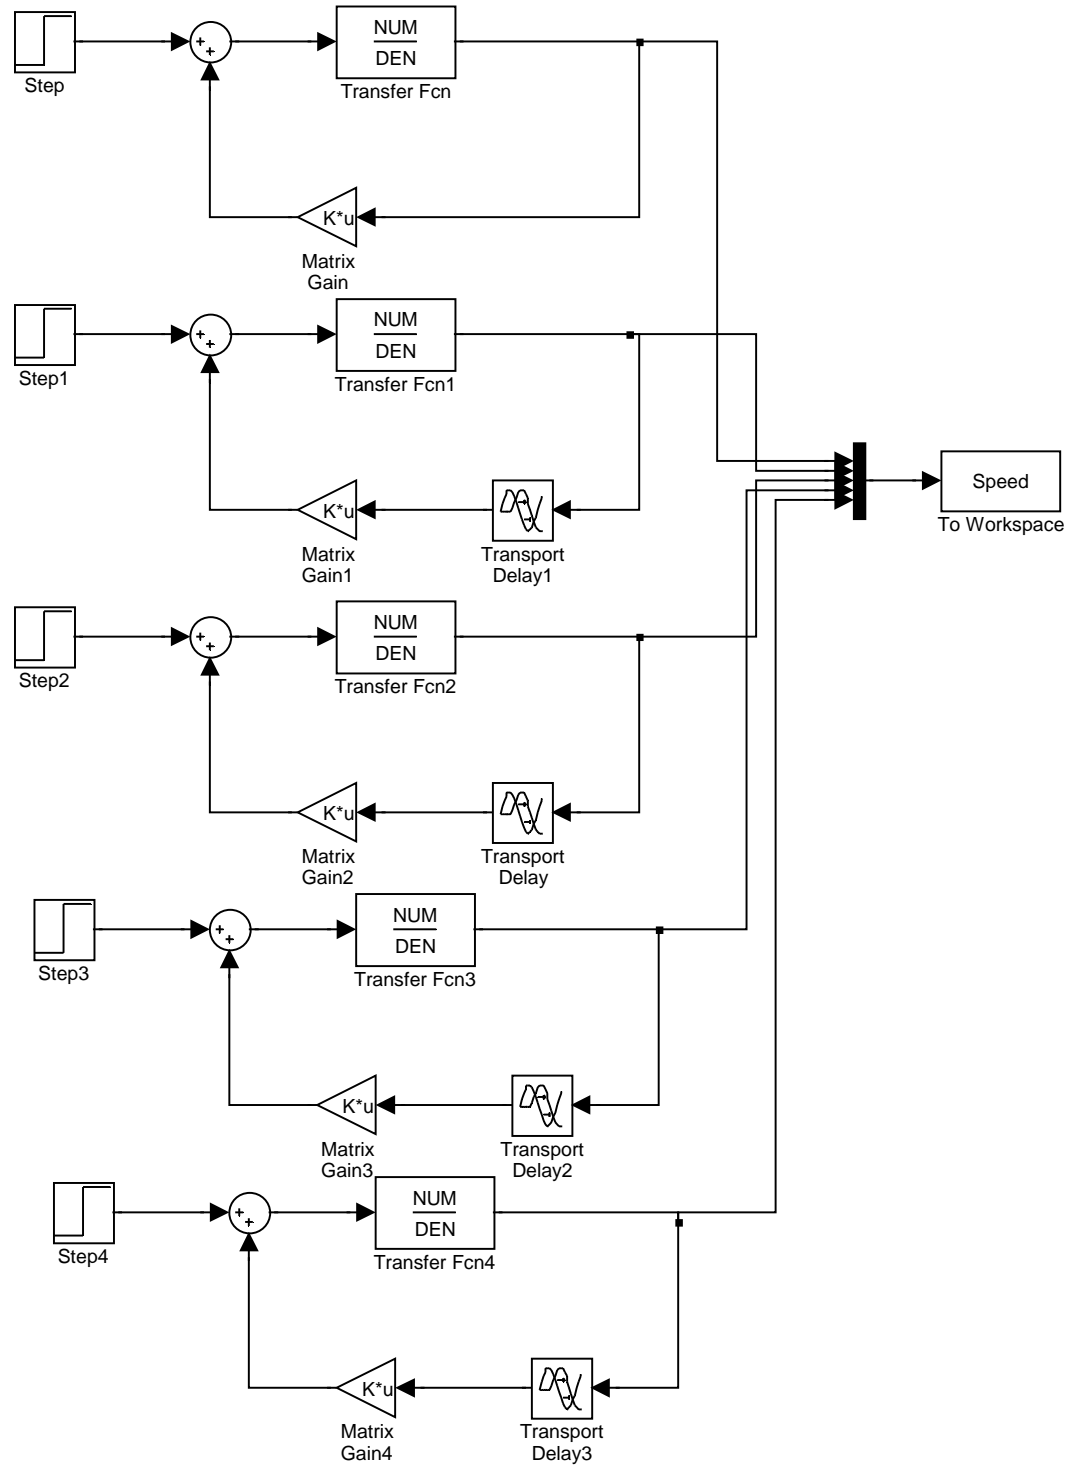 NUM
DEN
+
+
Step
Transfer Fcn
K*u
Matrix
Gain
NUM
DEN
+
+
Step1
Transfer Fcn1
Speed
To Workspace
K*u
Matrix
Gain1
Transport
Delay1
NUM
DEN
+
+
Step2
Transfer Fcn2
K*u
Matrix
Gain2
Transport
Delay
NUM
DEN
+
+
Step3
Transfer Fcn3
K*u
Matrix
Gain3
Transport
Delay2
NUM
DEN
+
+
Step4
Transfer Fcn4
K*u
Matrix
Gain4
Transport
Delay3